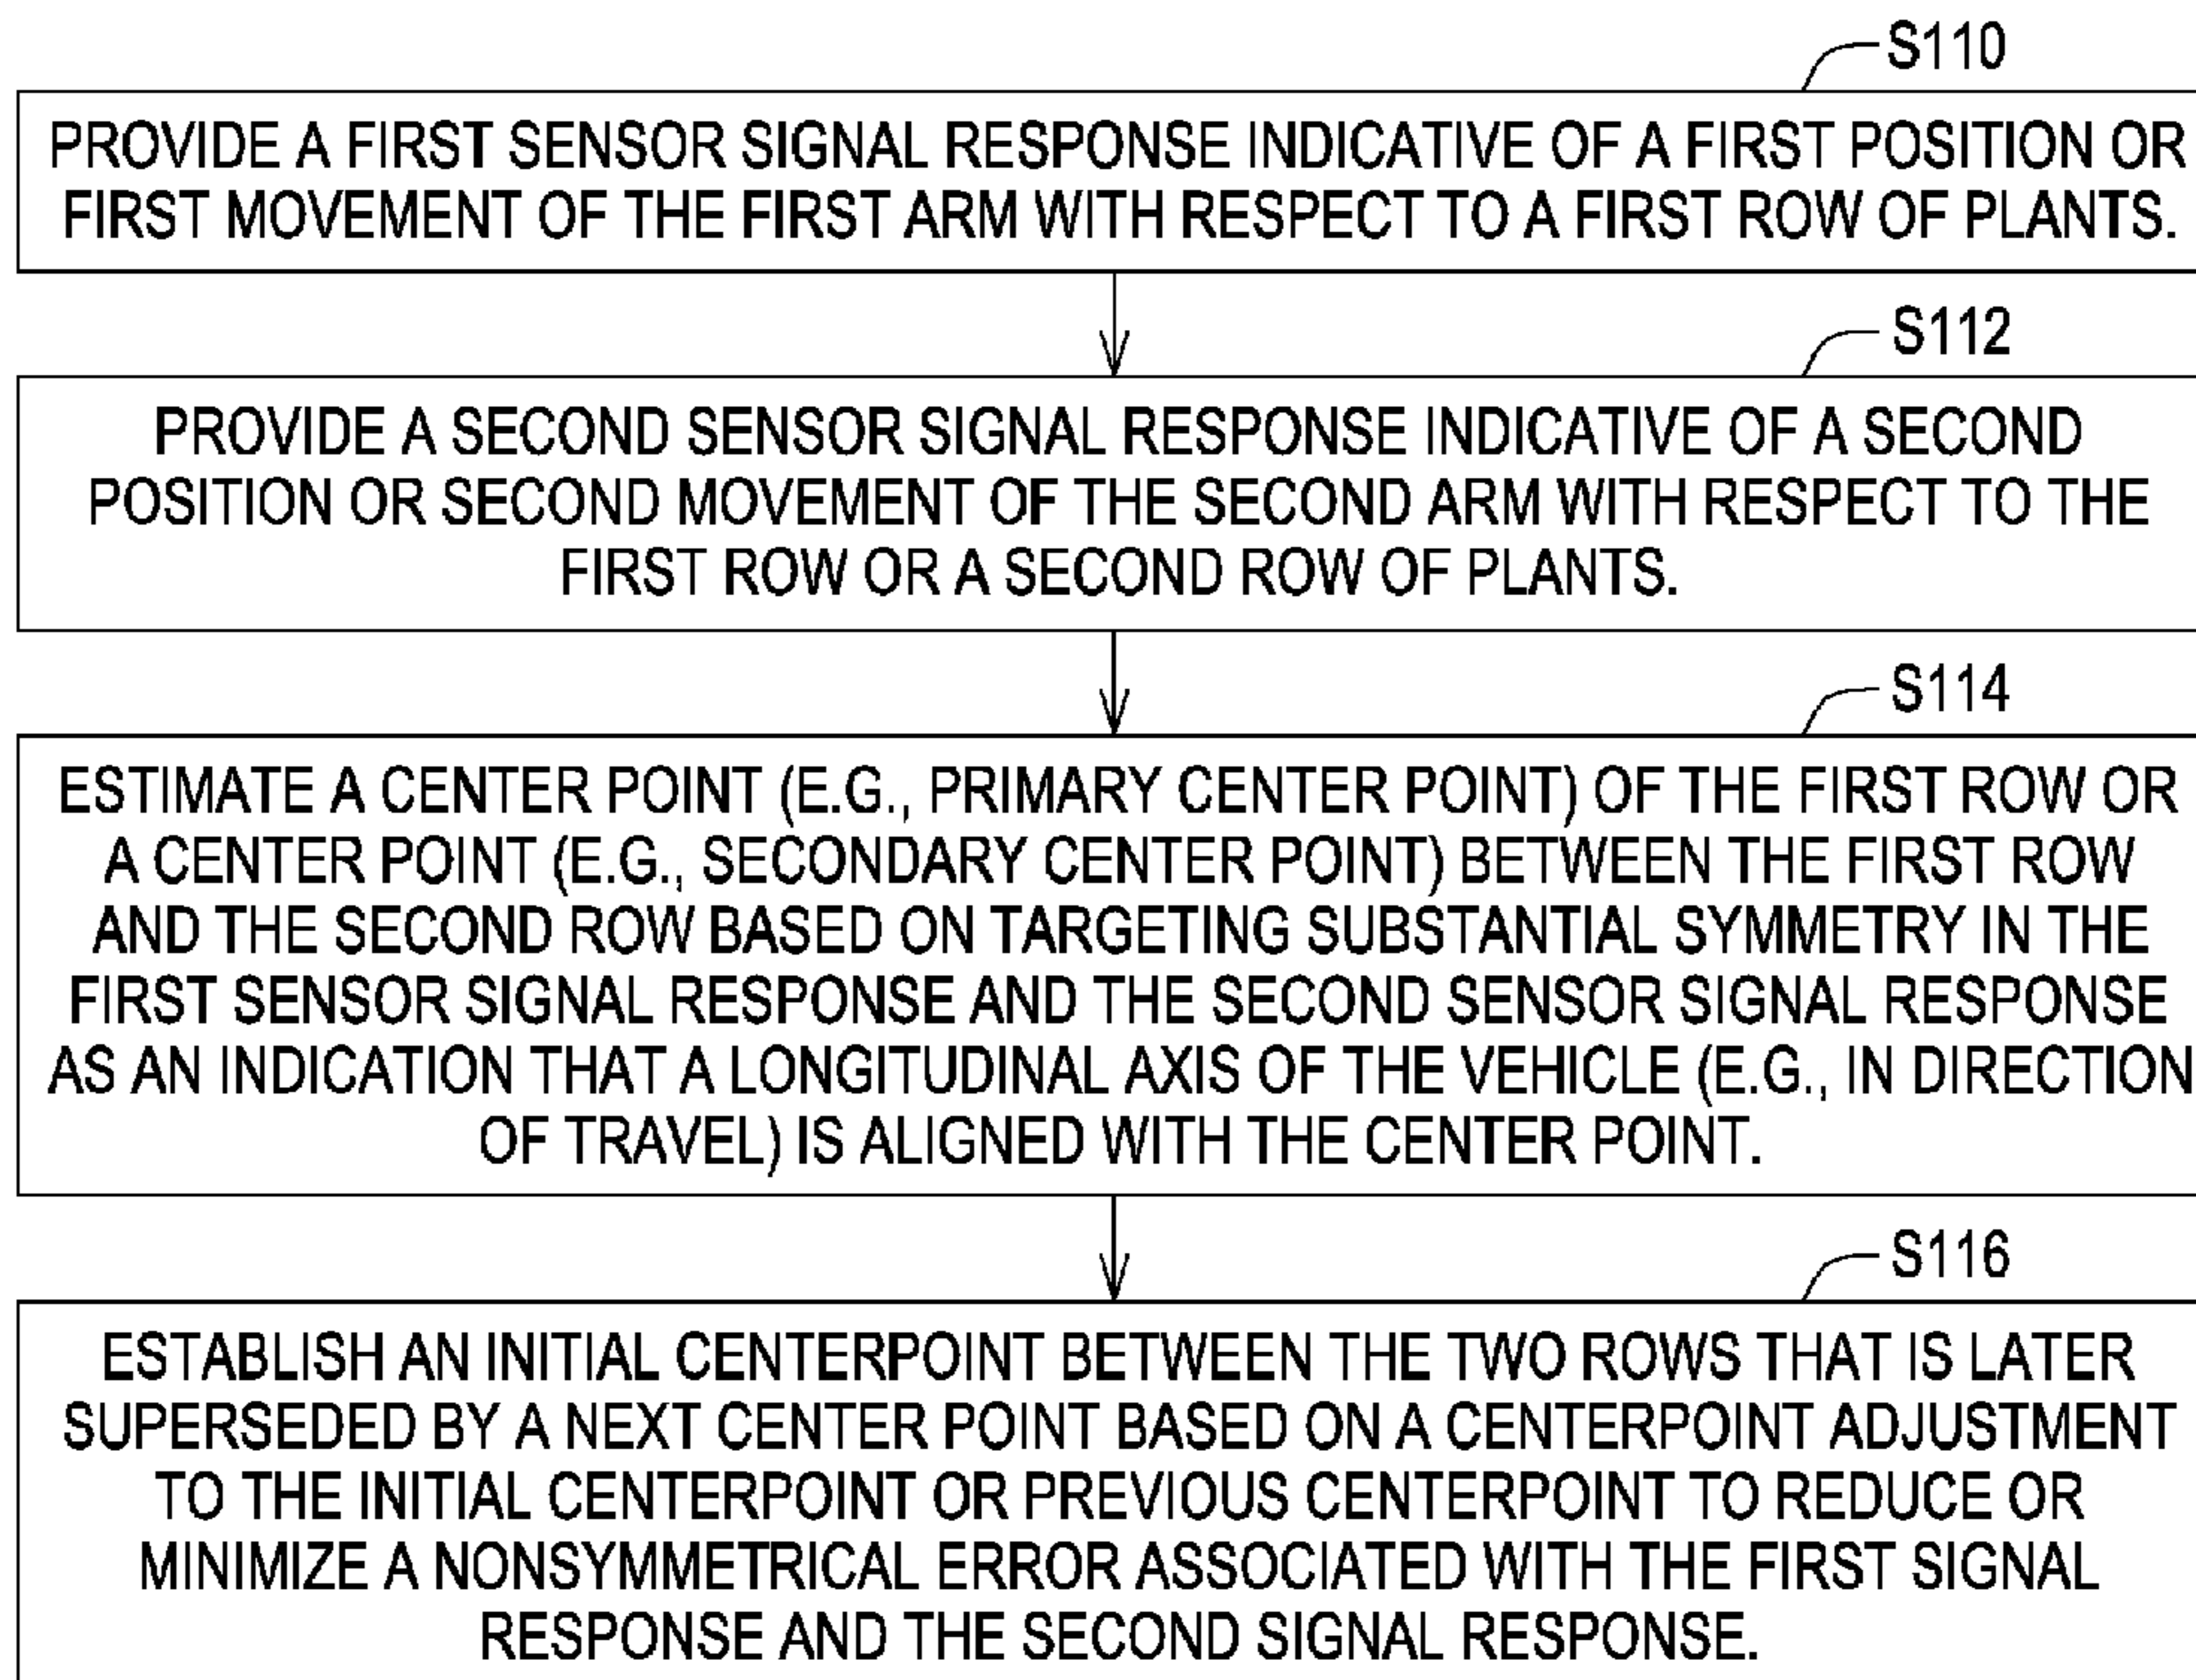 S110
PROVIDE A FIRST SENSOR SIGNAL RESPONSE INDICATIVE OF A FIRST POSITION OR
FIRST MOVEMENT OF THE FIRST ARM WITH RESPECT TO A FIRST ROW OF PLANTS.
S112
PROVIDE A SECOND SENSOR SIGNAL RESPONSE INDICATIVE OF A SECOND
POSITION OR SECOND MOVEMENT OF THE SECOND ARM WITH RESPECT TO THE
FIRST ROW OR A SECOND ROW OF PLANTS.
S114
ESTIMATE A CENTER POINT (E.G., PRIMARY CENTER POINT) OF THE FIRST ROW OR
A CENTER POINT (E.G., SECONDARY CENTER POINT) BETWEEN THE FIRST ROW
AND THE SECOND ROW BASED ON TARGETING SUBSTANTIAL SYMMETRY IN THE
FIRST SENSOR SIGNAL RESPONSE AND THE SECOND SENSOR SIGNAL RESPONSE
AS AN INDICATION THAT A LONGITUDINAL AXIS OF THE VEHICLE (E.G., IN DIRECTION
OF TRAVEL) IS ALIGNED WITH THE CENTER POINT.
S116
ESTABLISH AN INITIAL CENTERPOINT BETWEEN THE TWO ROWS THAT IS LATER
SUPERSEDED BY A NEXT CENTER POINT BASED ON A CENTERPOINT ADJUSTMENT
TO THE INITIAL CENTERPOINT OR PREVIOUS CENTERPOINT TO REDUCE OR
MINIMIZE A NONSYMMETRICAL ERROR ASSOCIATED WITH THE FIRST SIGNAL
RESPONSE AND THE SECOND SIGNAL RESPONSE.